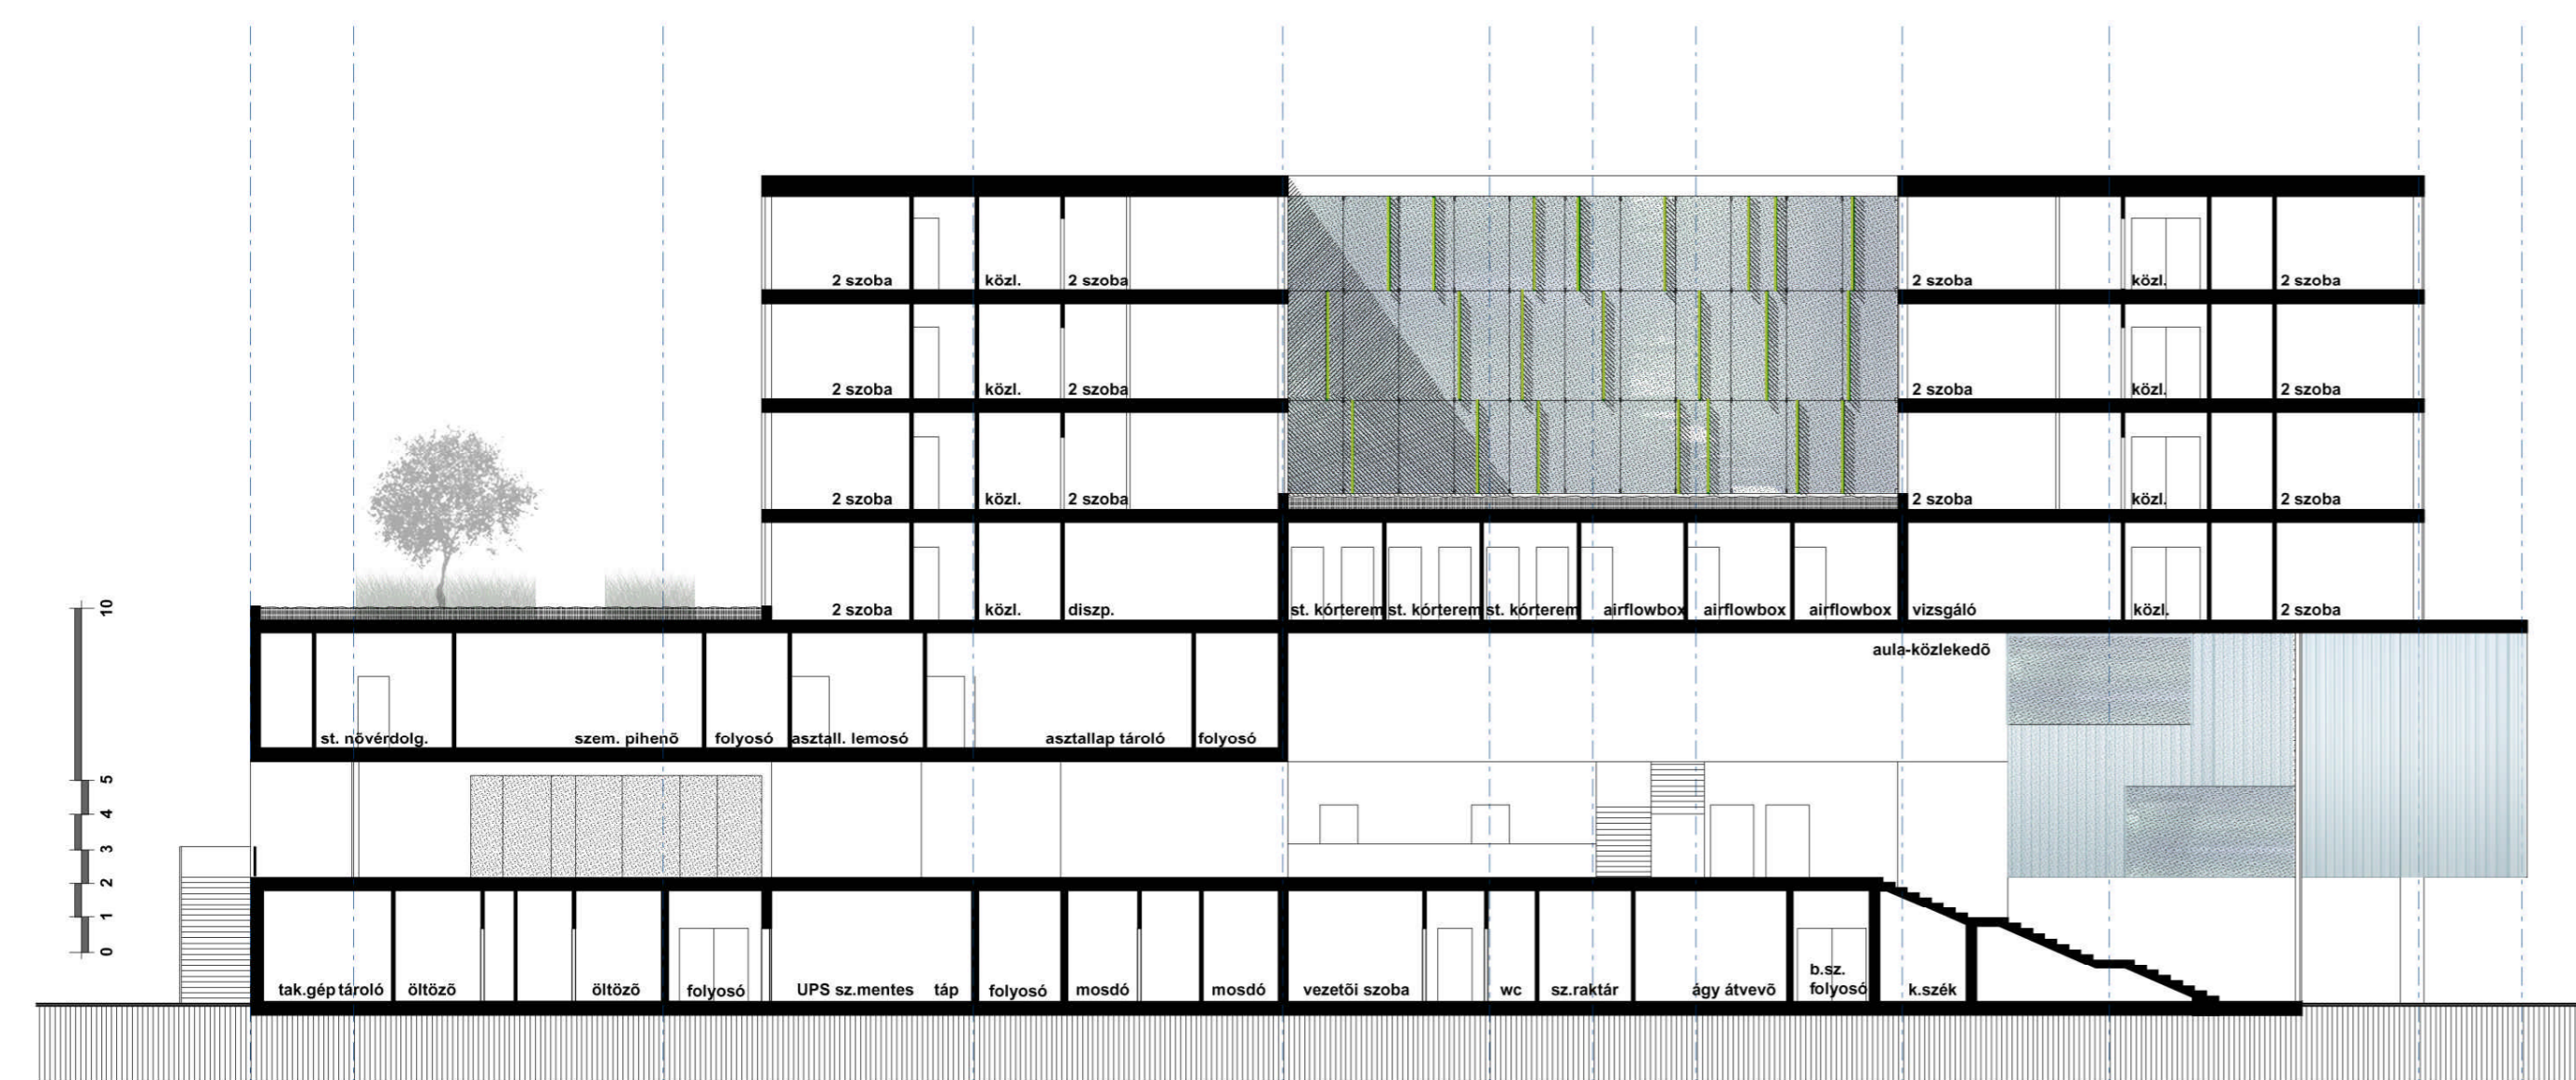 2 szoba közl. 2 szoba 2 szoba közl. 2 szoba
2 szoba közl. 2 szoba 2 szoba közl. 2 szoba
2 szoba közl. 2 szoba 2 szoba közl. 2 szoba
2 szoba közl. diszp. st. kórterem st. kórterem st. kórterem airflowbox airflowbox airflowbox vizsgáló közl. 2 szoba
10
aula-közlekedõ
st. nõvérdolg. szem. pihenõ folyosó asztall. lemosó asztallap tároló folyosó
5
4
3
2
1
0
tak.gép tároló öltözõ öltözõ folyosó UPS sz.mentes táp folyosó mosdó mosdó vezetõi szoba wc sz.raktár ágy átvevõ b.sz.
folyosó k.szék